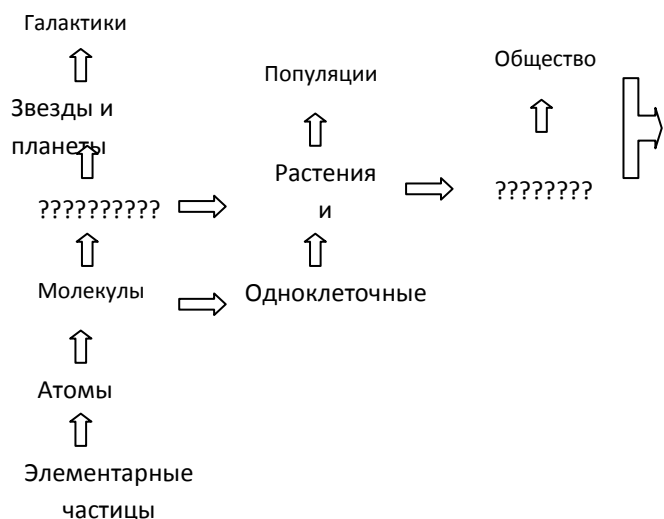 Галактики
Звезды и
планеты
??????????
Молекулы
Атомы
Элементарные
частицы
Популяции
Растения
и
Одноклеточные
Общество
????????